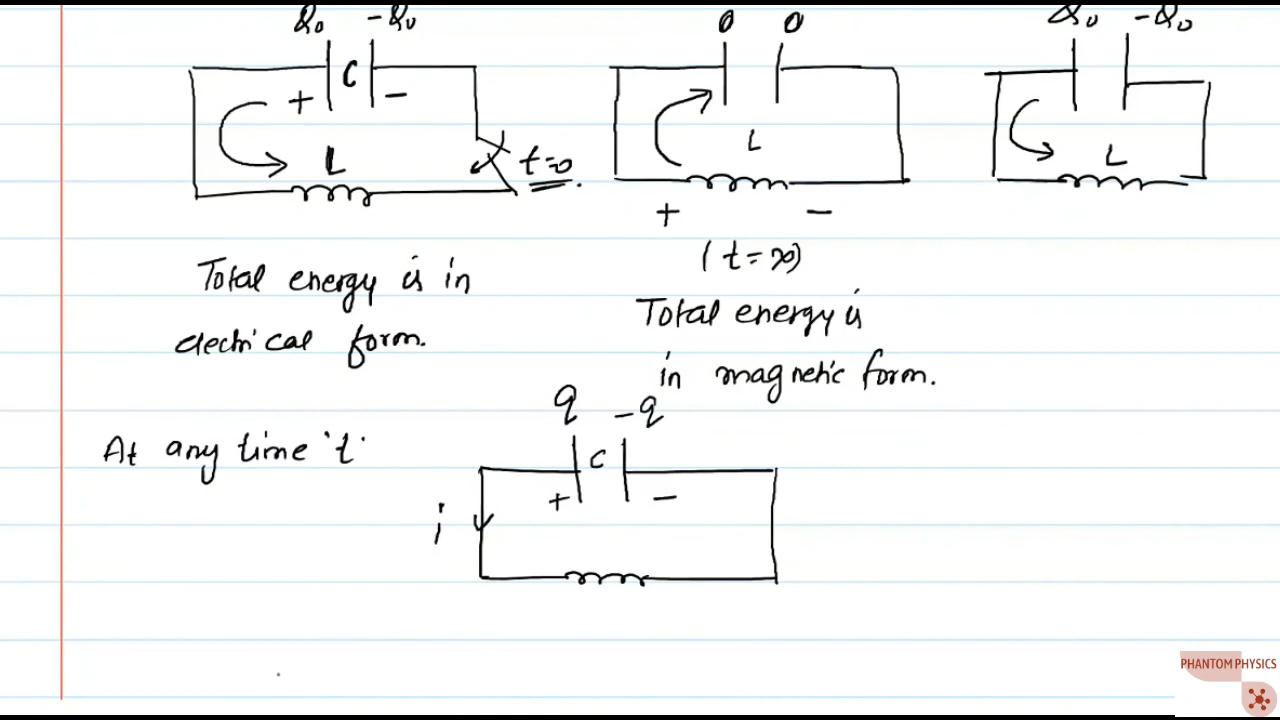 Q₀ -Q₀
0 0
Q₀ -Q₀
C
+ -
L
t=0
L
+ -
L
(t=∞)
Total energy is in
electrical form.
Total energy is
in magnetic form.
At any time 't'
q -q
C
+ -
i
PHANTOM PHYSICS